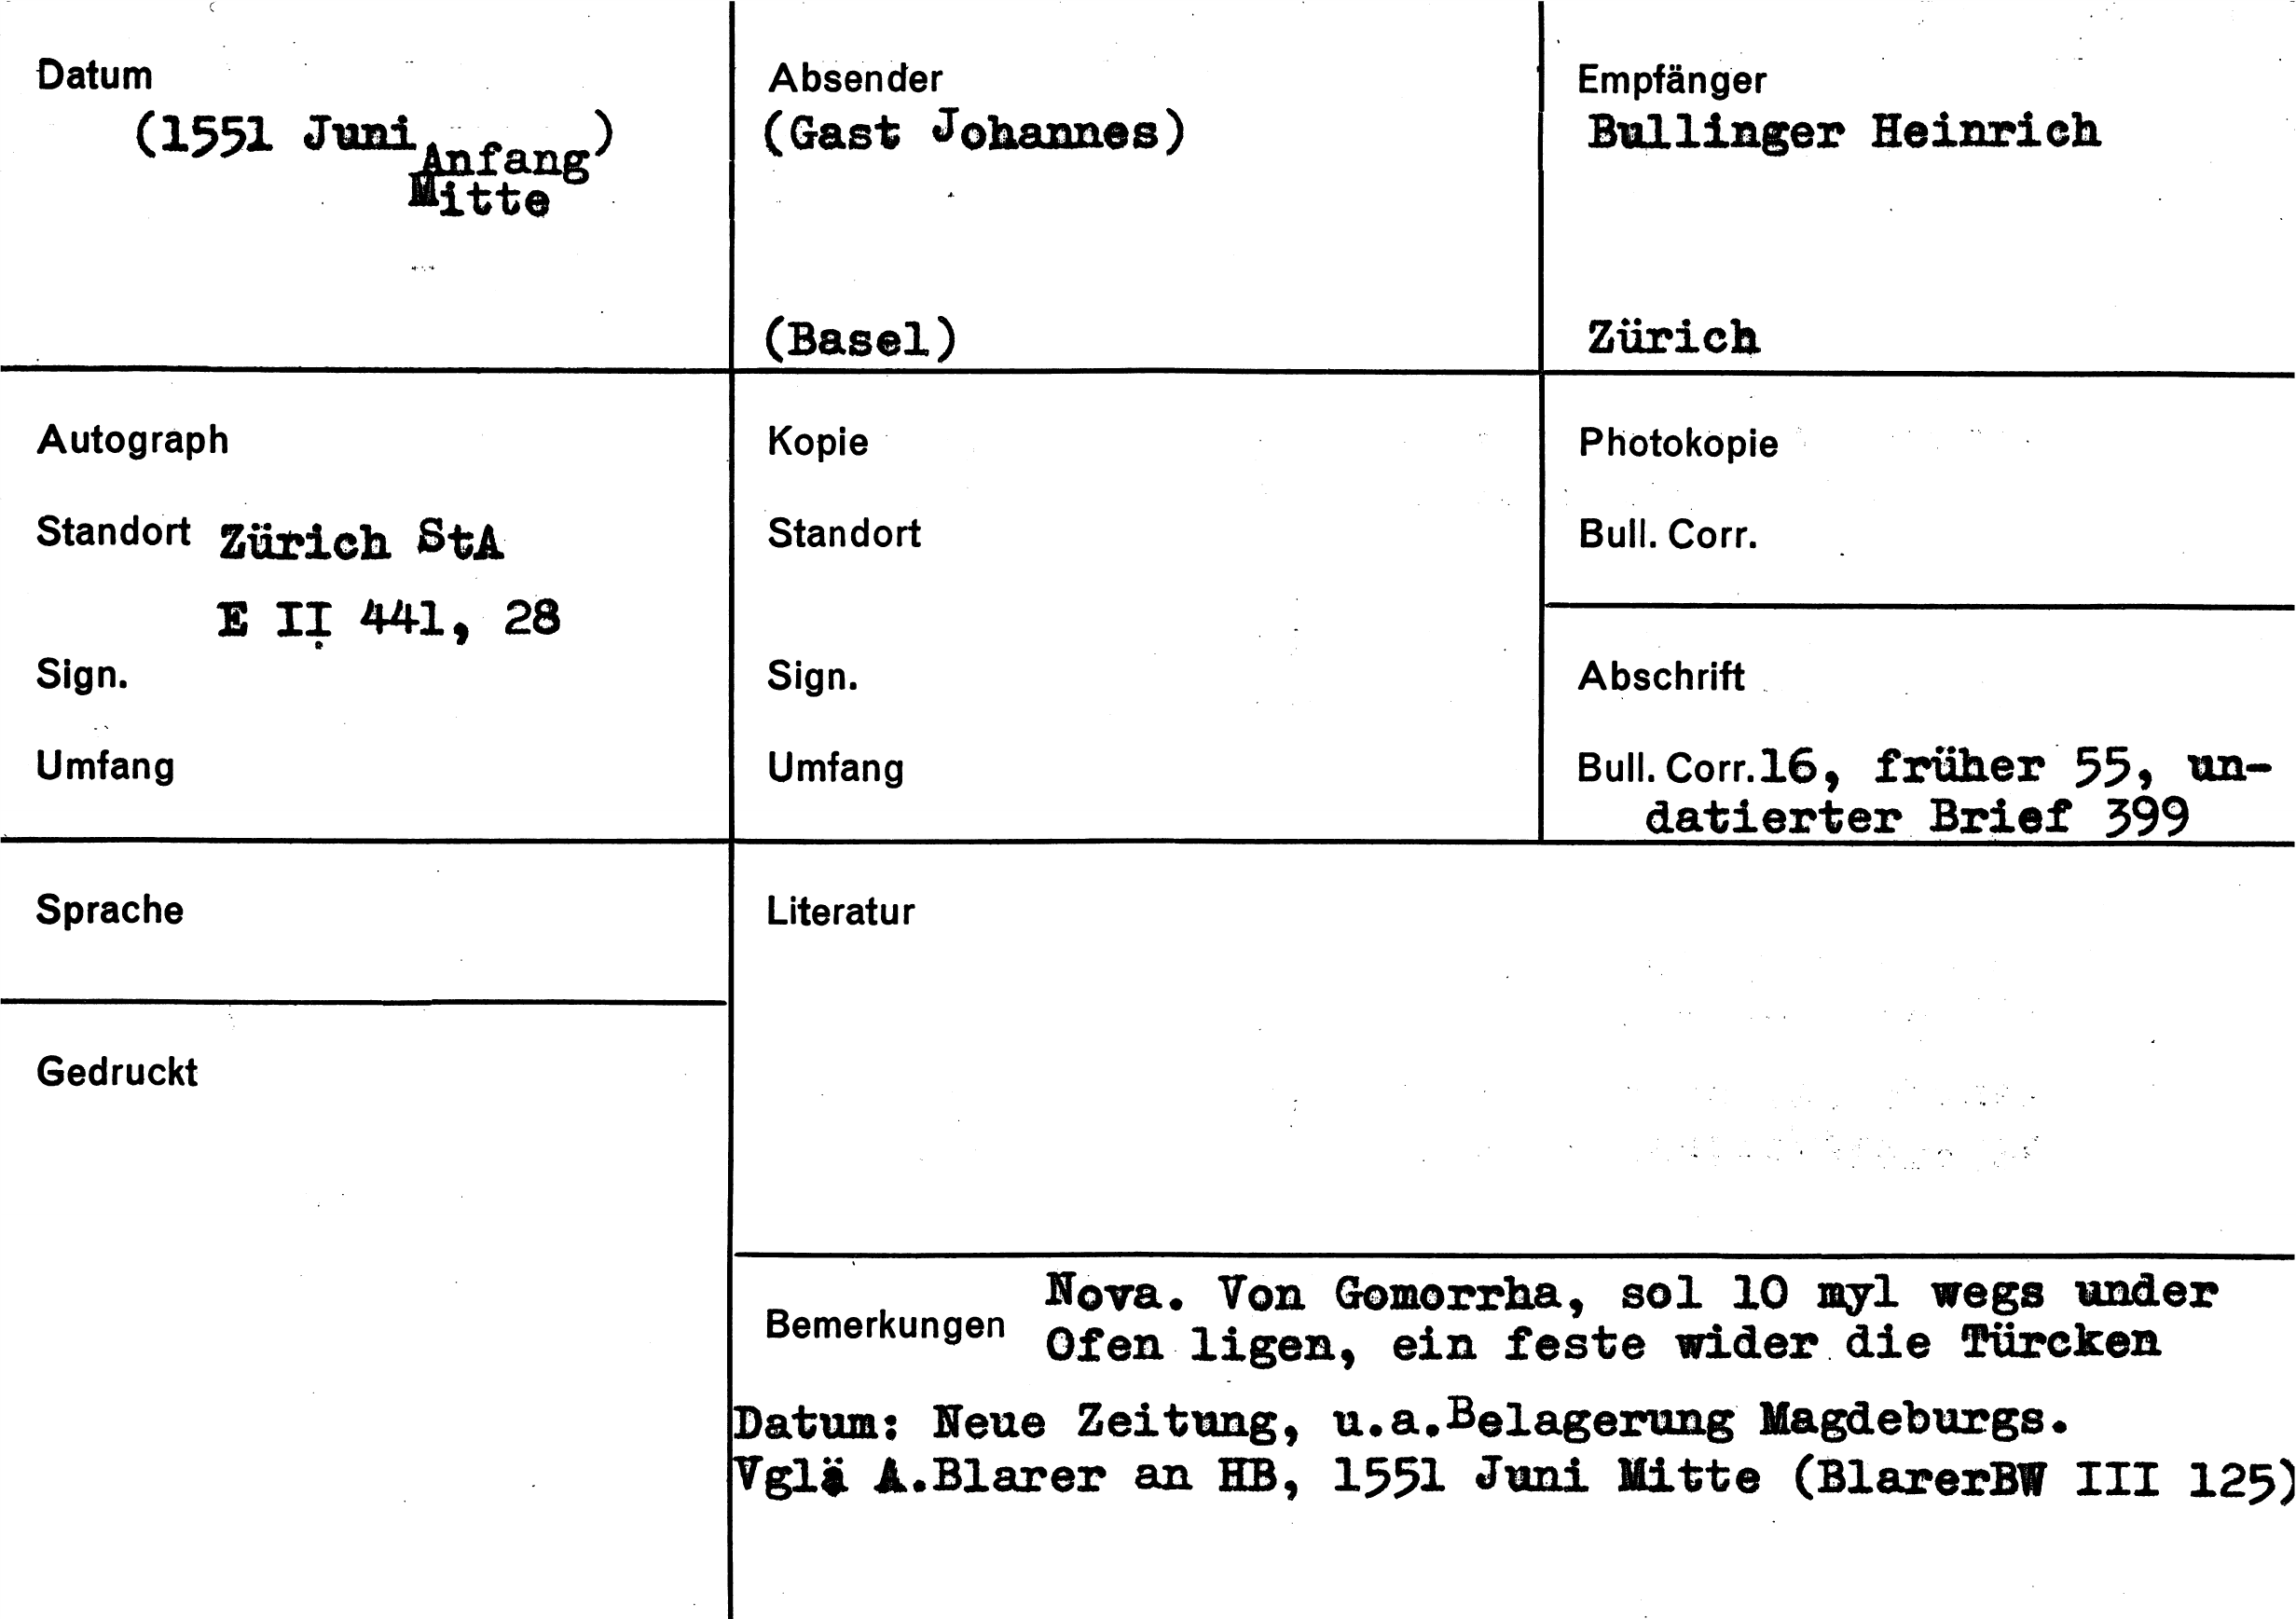 Datum
(1551 Juni Anfang)
Mitte
Absender
(Gast Johannes)
(Basel)
Empfänger
Bullinger Heinrich
Zürich
Autograph
Standort Zürich StA
E II 441, 28
Sign.
Umfang
Kopie
Standort
Sign.
Umfang
Photokopie
Bull. Corr.
Abschrift
Bull. Corr. 16, früher 55, un-
datierter Brief 399
Sprache
Literatur
Gedruckt
Bemerkungen
Nova. Von Gomorrha, sol 10 myl wegs under
Ofen ligen, ein feste wider die Türcken
Datum: Neue Zeitung, u.a.Belagerung Magdeburgs.
Vglä A.Blarer an HB, 1551 Juni Mitte (BlarerBW III 125)